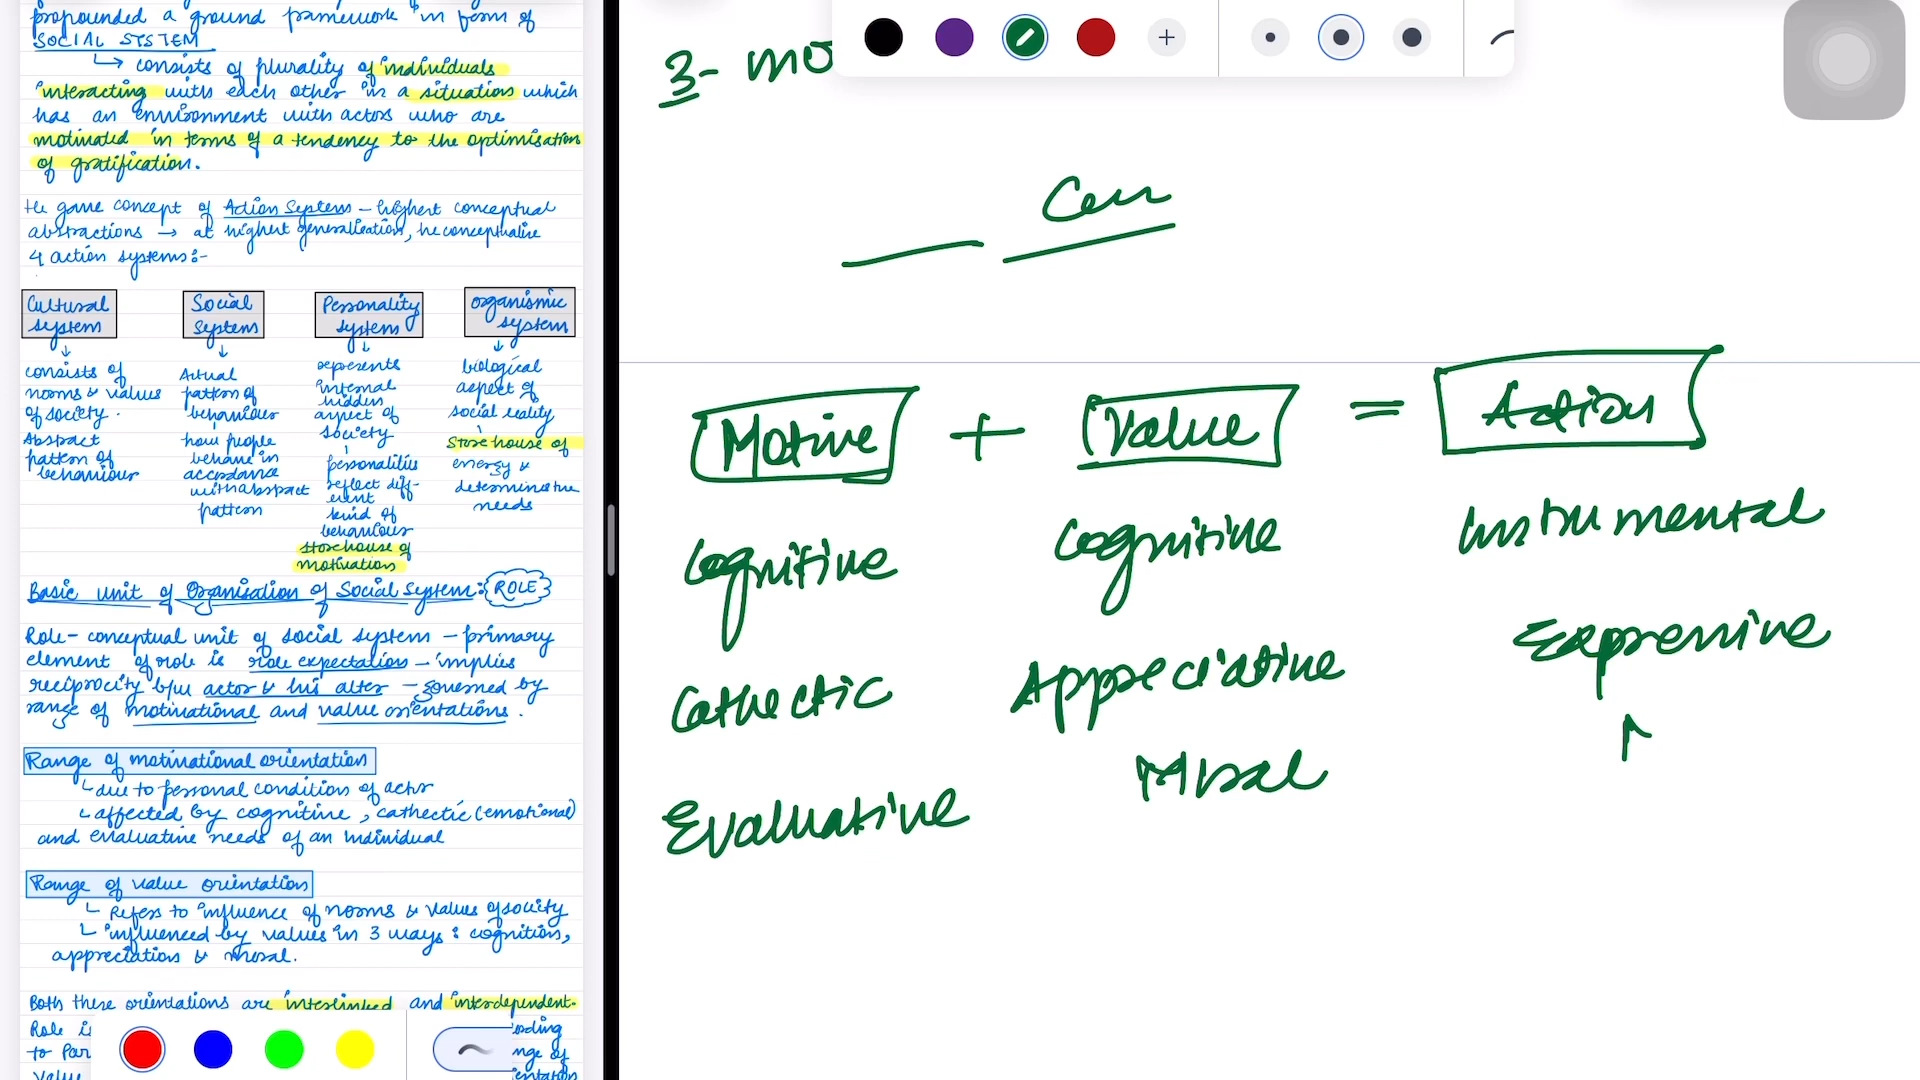 propounded a ground framework in form of
SOCIAL SYSTEM
↳ consists of plurality of individuals
interacting with each other in a situation which
has an environment with actors who are
motivated in terms of a tendency to the optimisation
of gratification.
He gave concept of Action Systems – highest conceptual
abstractions → at highest generalisation, he conceptualise
4 action systems:-
Cultural system
↓
consists of
norms & values
of society.
Abstract
pattern of
behaviour
Social System
↓
Actual
pattern of
behaviour
how people
behave in
accordance
with abstract
pattern
Personality System
↓
represents
internal
hidden
aspect of
society
personalities
reflect diff-
erent
kind of
behaviour
storehouse of
motivation
Organismic system
↓
biological
aspect of
social reality
Storehouse of
energy &
determines the
needs
Basic unit of Organisation of Social System: ROLE
Role – conceptual unit of social system – primary
element of role is role expectation – implies
reciprocity b/w actor & his alter – governed by
range of motivational and value orientations.
Range of motivational orientation
↳ due to personal condition of actor
↳ affected by cognitive, cathectic (emotional)
and evaluative needs of an individual
Range of value orientation
↳ Refers to influence of norms & values of society
↳ influenced by values in 3 ways: cognition,
appreciation & moral.
Both these orientations are interlinked and interdependent.
Role
to Par
value
3- mo
Motive + Value = Action
Cognitive Cognitive Instrumental
Cathectic Appreciative Expressive
Evaluative Moral